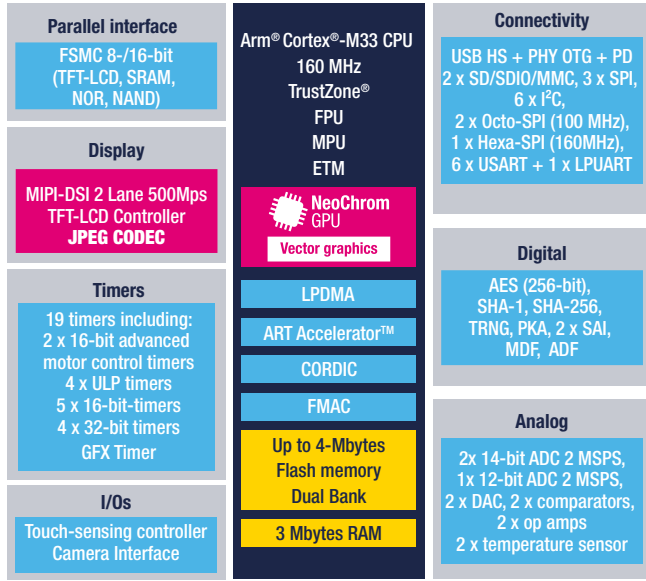 Parallel interface
FSMC 8-/16-bit
(TFT-LCD, SRAM,
NOR, NAND)
Display
MIPI-DSI 2 Lane 500Mps
TFT-LCD Controller
JPEG CODEC
Timers
19 timers including:
2 x 16-bit advanced
motor control timers
4 x ULP timers
5 x 16-bit-timers
4 x 32-bit timers
GFX Timer
I/Os
Touch-sensing controller
Camera Interface
Arm® Cortex®-M33 CPU
160 MHz
TrustZone®
FPU
MPU
ETM
NeoChrom
GPU
Vector graphics
LPDMA
ART Accelerator™
CORDIC
FMAC
Up to 4-Mbytes
Flash memory
Dual Bank
3 Mbytes RAM
Connectivity
USB HS + PHY OTG + PD
2 x SD/SDIO/MMC, 3 x SPI,
6 x I²C,
2 x Octo-SPI (100 MHz),
1 x Hexa-SPI (160MHz),
6 x USART + 1 x LPUART
Digital
AES (256-bit),
SHA-1, SHA-256,
TRNG, PKA, 2 x SAI,
MDF, ADF
Analog
2x 14-bit ADC 2 MSPS,
1x 12-bit ADC 2 MSPS,
2 x DAC, 2 x comparators,
2 x op amps
2 x temperature sensor